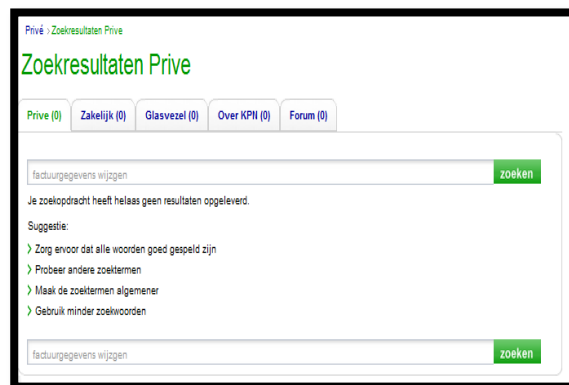 Privé > Zoekresultaten Prive
Zoekresultaten Prive
Prive (0) Zakelijk (0) Glasvezel (0) Over KPN (0) Forum (0)
factuurgegevens wijzgen zoeken
Je zoekopdracht heeft helaas geen resultaten opgeleverd.
Suggestie:
> Zorg ervoor dat alle woorden goed gespeld zijn
> Probeer andere zoektermen
> Maak de zoektermen algemener
> Gebruik minder zoekwoorden
factuurgegevens wijzgen zoeken